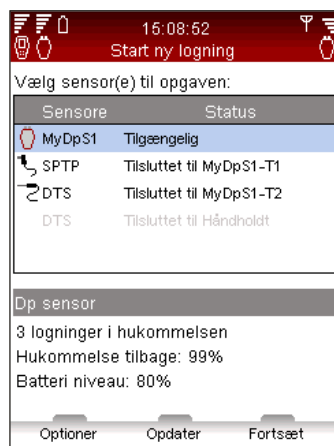 15:08:52
Start ny logning
Vælg sensor(e) til opgaven:
Sensore Status
MyDpS1 Tilgængelig
SPTP Tilsluttet til MyDpS1-T1
DTS Tilsluttet til MyDpS1-T2
DTS Tilsluttet til Håndholdt
Dp sensor
3 logninger i hukommelsen
Hukommelse tilbage: 99%
Batteri niveau: 80%
Optioner Opdater Fortsæt